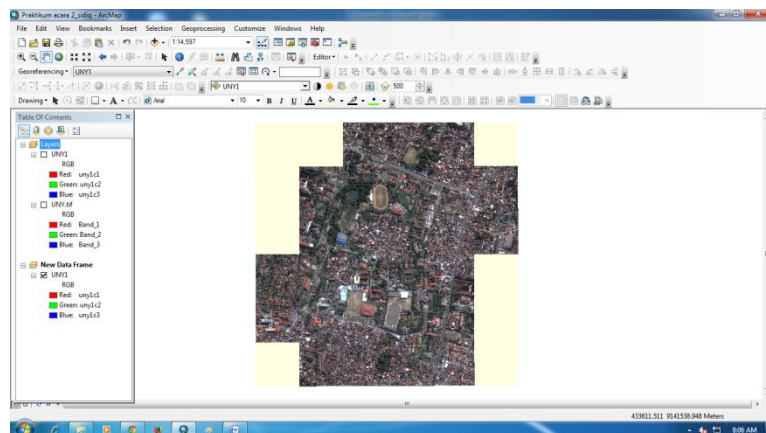 Praktikum acara 2_sidiq - ArcMap
File Edit View Bookmarks Insert Selection Geoprocessing Customize Windows Help
1:14,597
Editor
Georeferencing UNY1
UNY1 500
Drawing A Arial 10 B I U A
Table Of Contents
Layers
UNY1
RGB
Red: uny1c1
Green: uny1c2
Blue: uny1c3
UNY.tif
RGB
Red: Band_1
Green: Band_2
Blue: Band_3
New Data Frame
UNY1
RGB
Red: uny1c1
Green: uny1c2
Blue: uny1c3
433611.511 9141538.948 Meters
8:06 AM